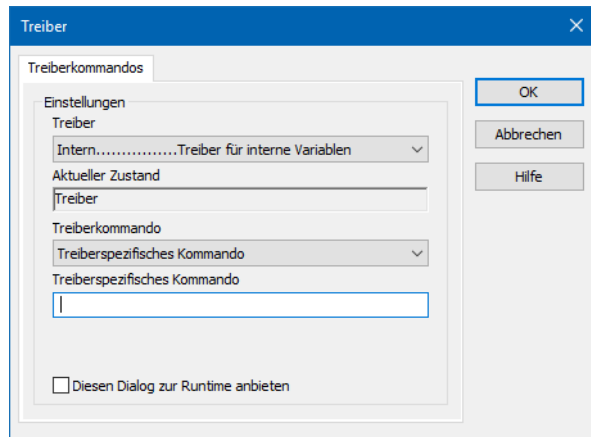 Treiber
Treiberkommandos
Einstellungen
Treiber
Intern................Treiber für interne Variablen
Aktueller Zustand
Treiber
Treiberkommando
Treiberspezifisches Kommando
Treiberspezifisches Kommando
Diesen Dialog zur Runtime anbieten
OK
Abbrechen
Hilfe